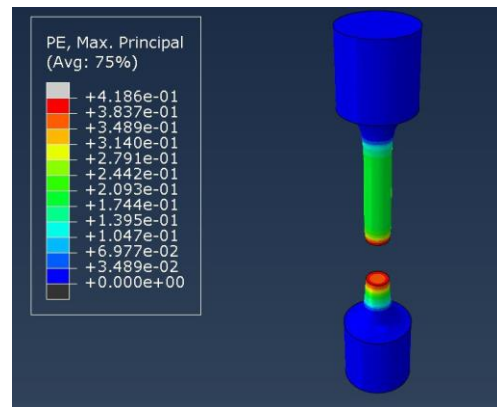 PE, Max. Principal
(Avg: 75%)
+4.186e-01
+3.837e-01
+3.489e-01
+3.140e-01
+2.791e-01
+2.442e-01
+2.093e-01
+1.744e-01
+1.395e-01
+1.047e-01
+6.977e-02
+3.489e-02
+0.000e+00